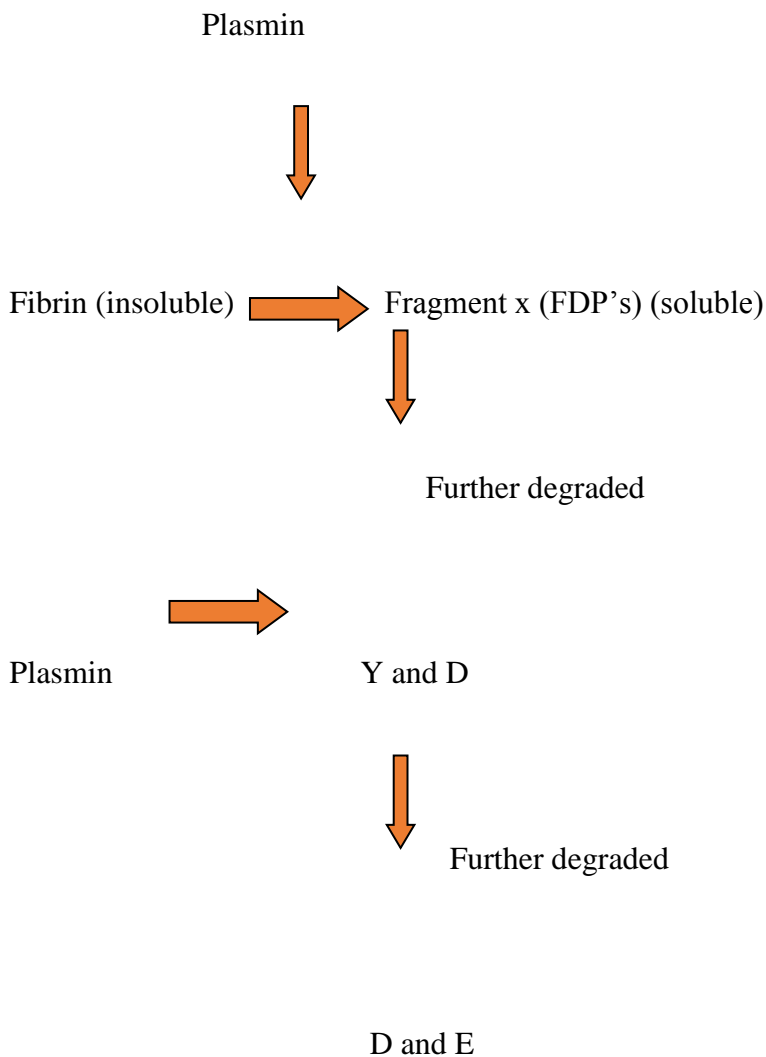 Plasmin
Fibrin (insoluble) Fragment x (FDP’s) (soluble)
Further degraded
Plasmin Y and D
Further degraded
D and E